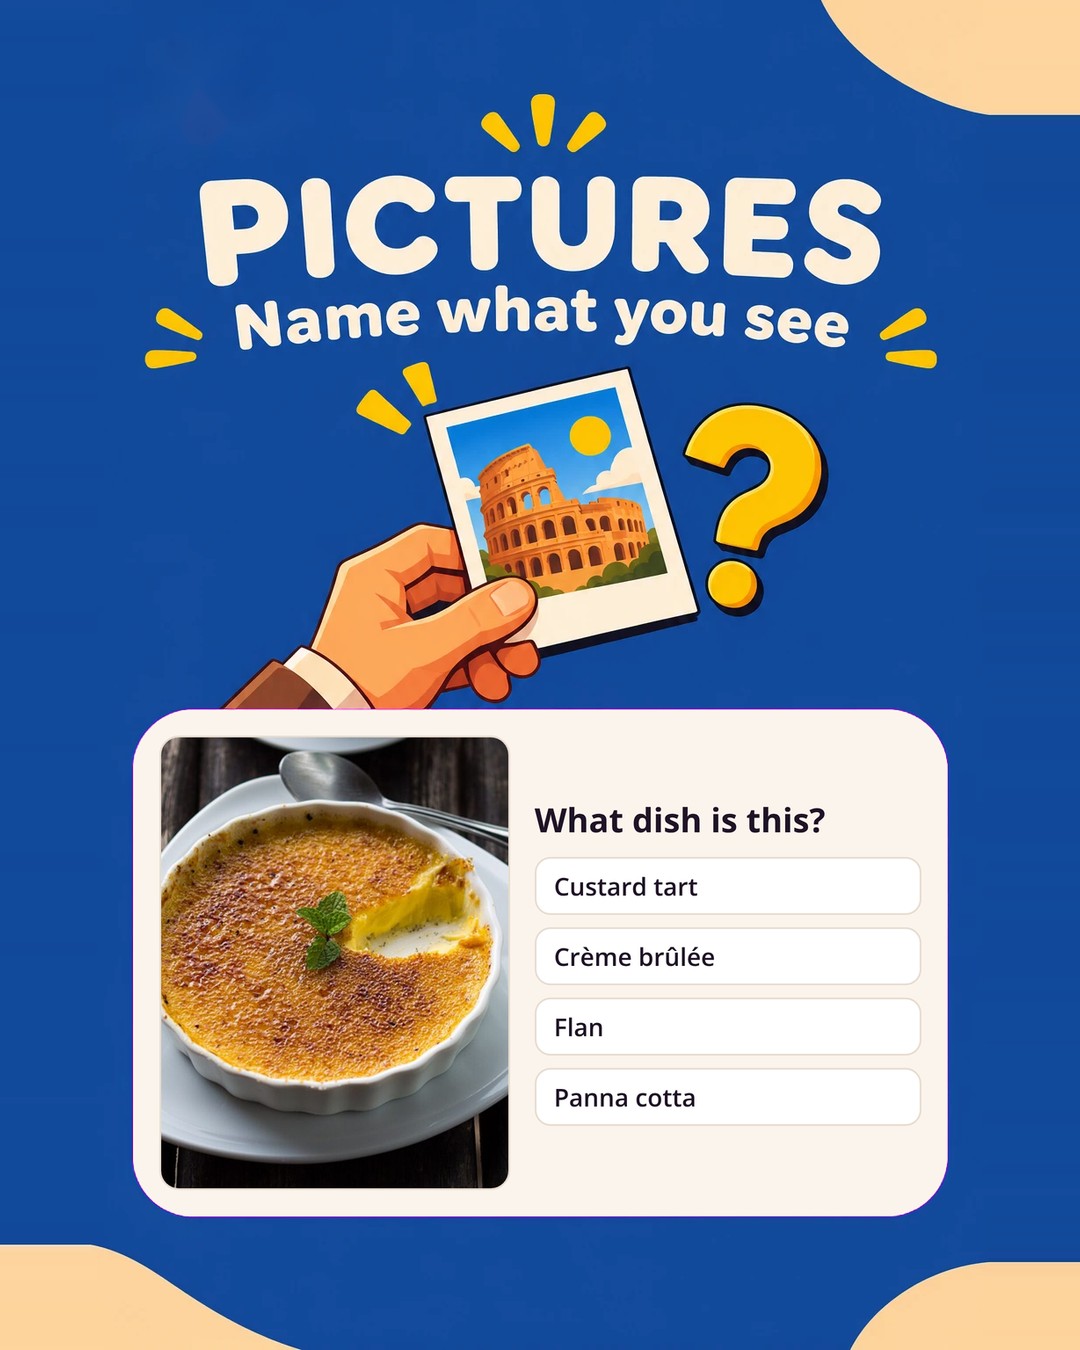 PICTURES
Name what you see
What dish is this?
Custard tart
Crème brûlée
Flan
Panna cotta